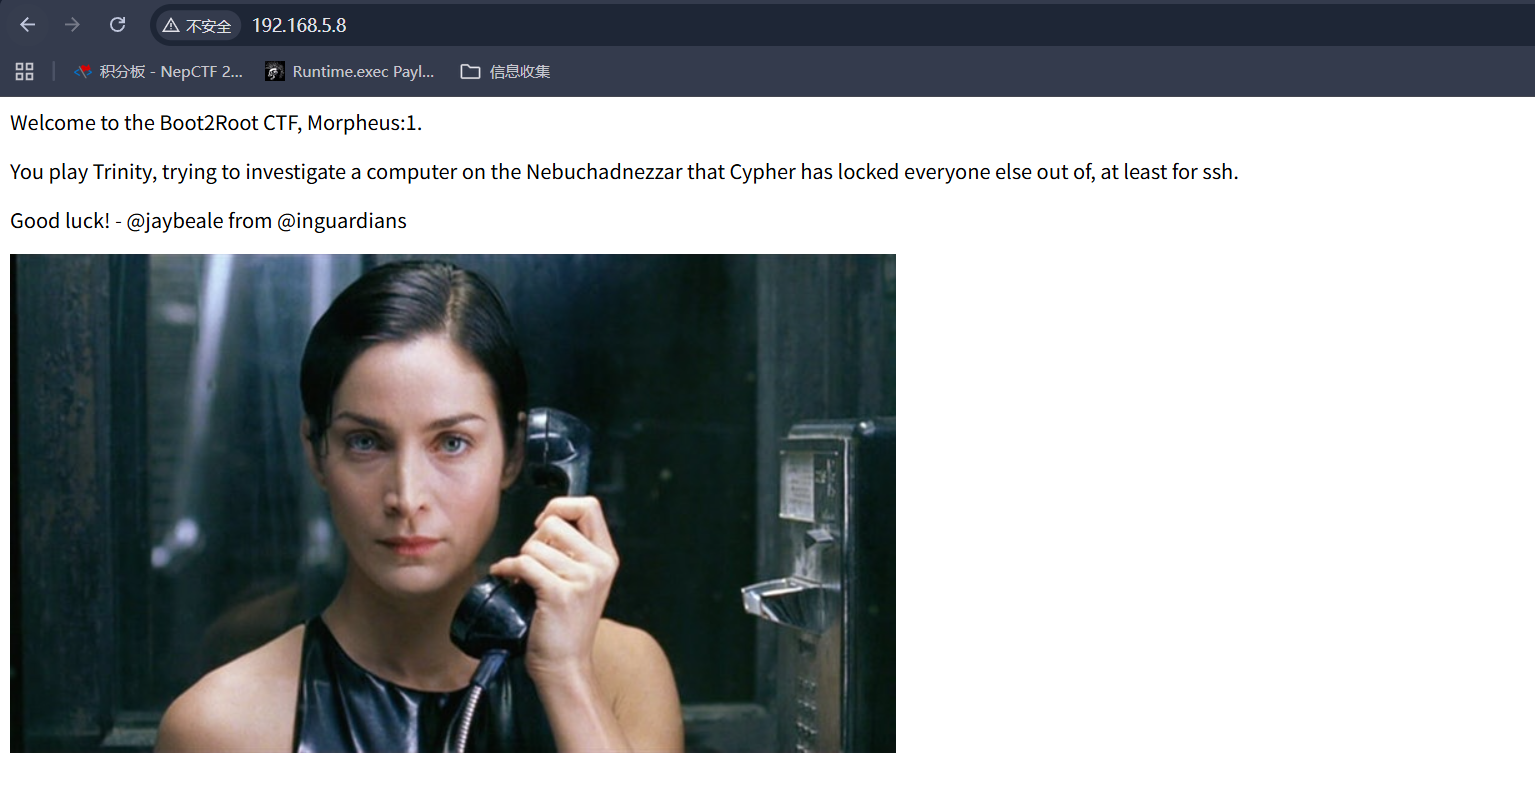 不安全 192.168.5.8
积分板 - NepCTF 2... Runtime.exec Payl... 信息收集
Welcome to the Boot2Root CTF, Morpheus:1.
You play Trinity, trying to investigate a computer on the Nebuchadnezzar that Cypher has locked everyone else out of, at least for ssh.
Good luck! - @jaybeale from @inguardians